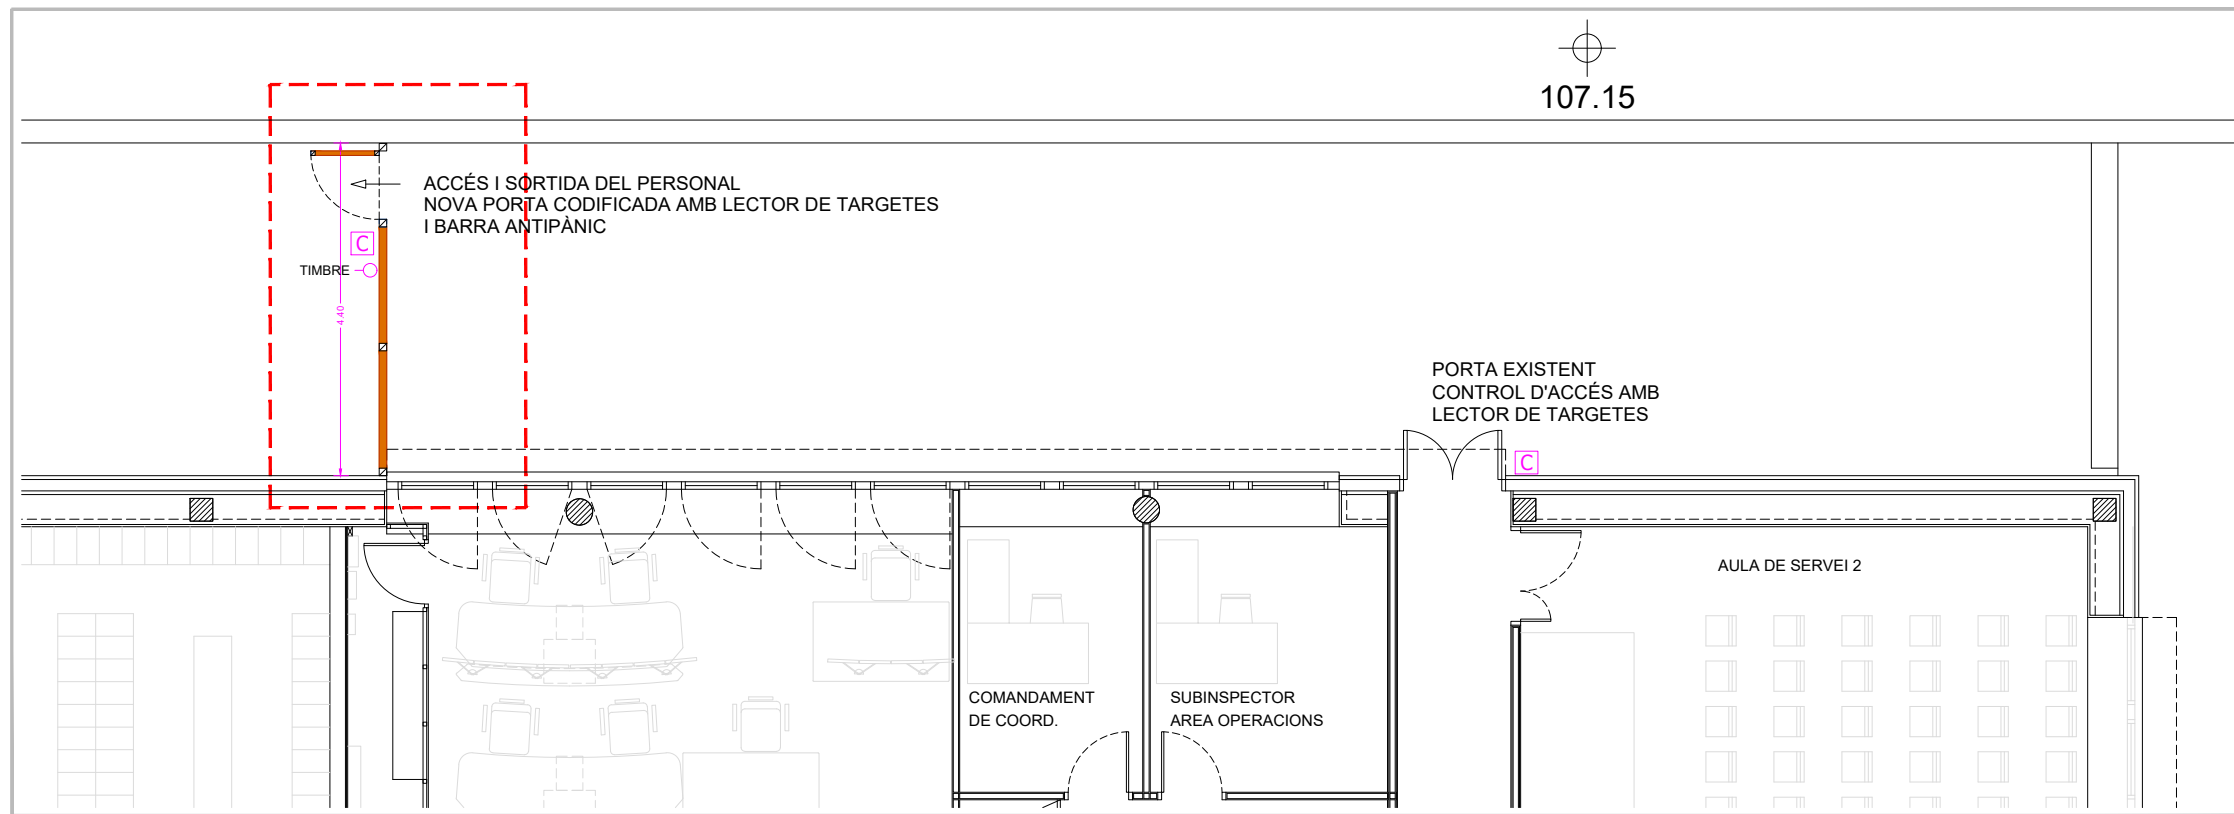 107.15
ACCÉS I SORTIDA DEL PERSONAL
NOVA PORTA CODIFICADA AMB LECTOR DE TARGETES
I BARRA ANTIPÀNIC
C
TIMBRE
4.40
PORTA EXISTENT
CONTROL D'ACCÉS AMB
LECTOR DE TARGETES
C
AULA DE SERVEI 2
COMANDAMENT
DE COORD.
SUBINSPECTOR
AREA OPERACIONS